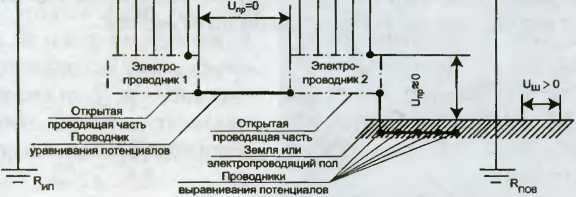 Uпр=0
Электро-
проводник 1
Электро-
проводник 2
Uпр≈0
Uш>0
Открытая
проводящая часть
Проводник
уравнивания потенциалов
Открытая
проводящая часть
Земля или
электропроводящий пол
Проводники
выравнивания потенциалов
Rип
Rпов